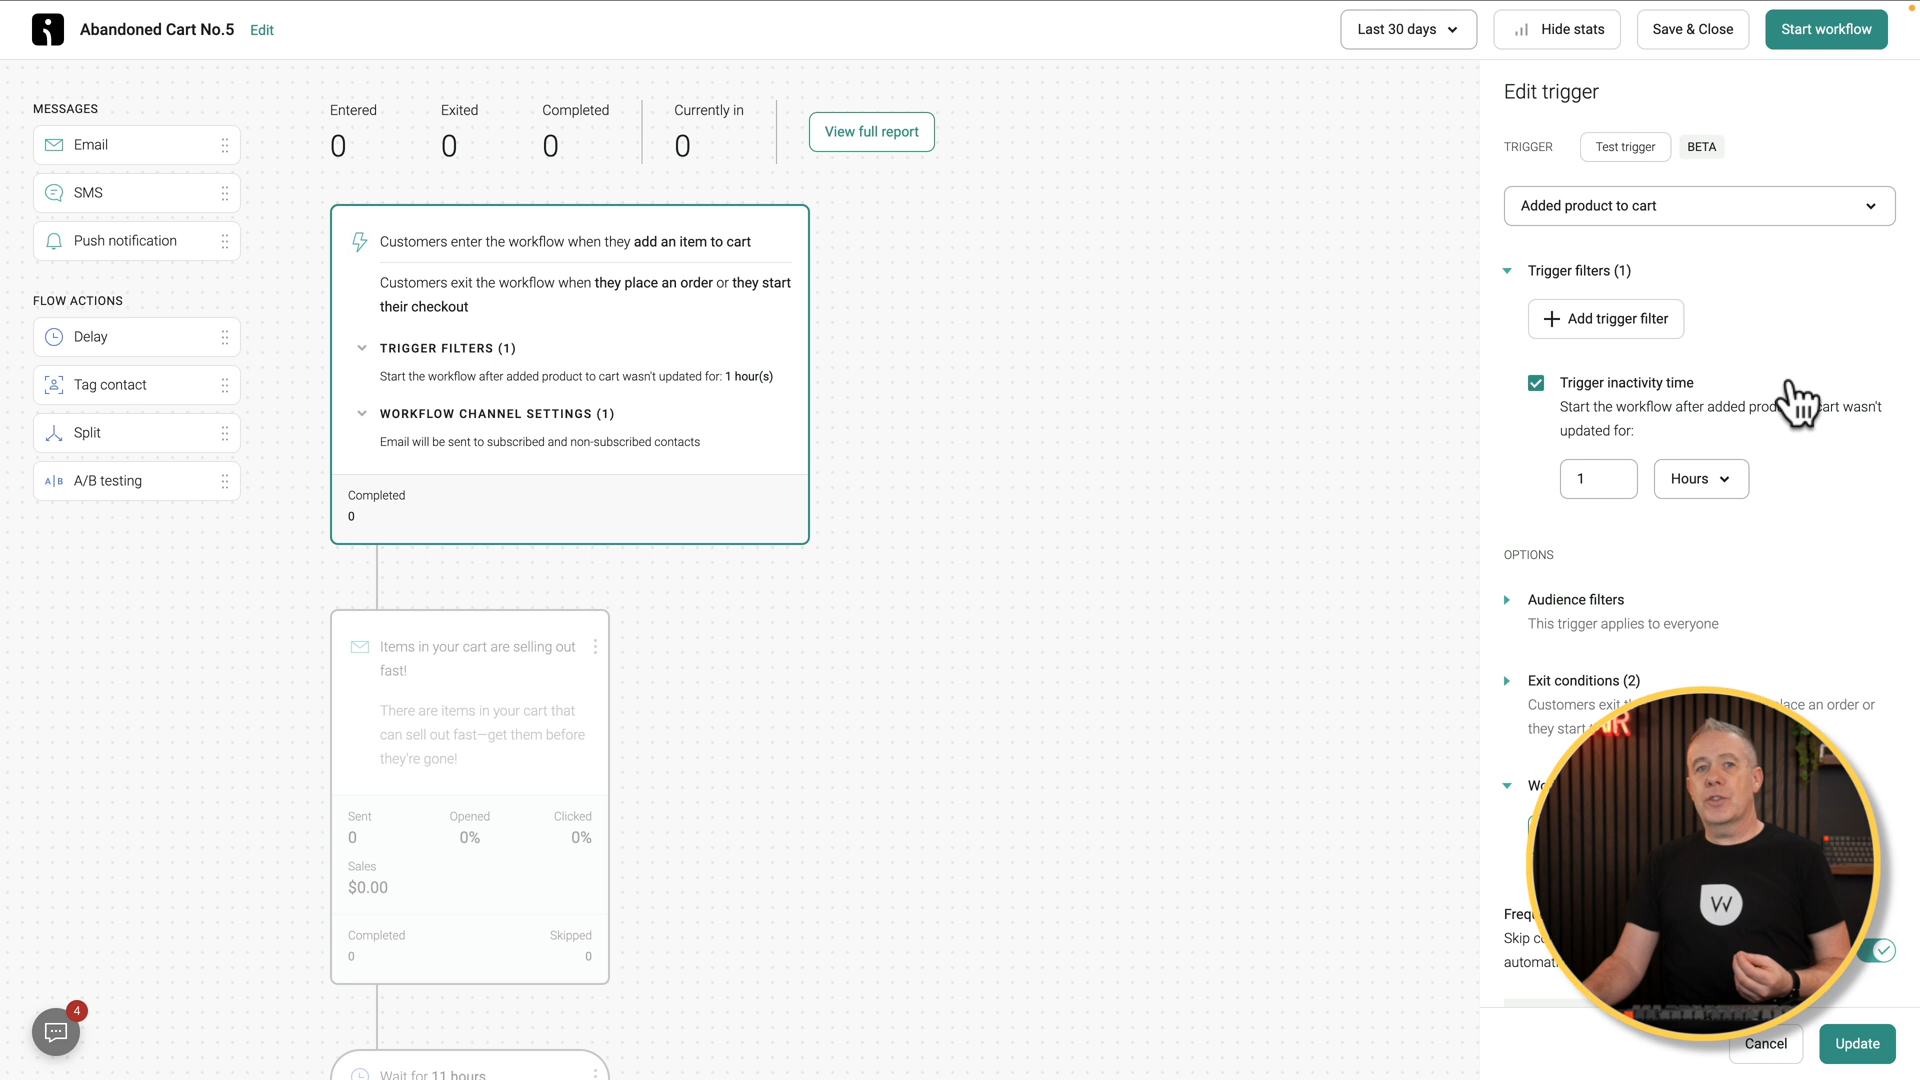 Abandoned Cart No.5 Edit
Last 30 days
Hide stats
Save & Close
Start workflow
MESSAGES
Email
SMS
Push notification
FLOW ACTIONS
Delay
Tag contact
Split
A|B A/B testing
Entered Exited Completed Currently in
0 0 0 0
View full report
Customers enter the workflow when they add an item to cart
Customers exit the workflow when they place an order or they start
their checkout
TRIGGER FILTERS (1)
Start the workflow after added product to cart wasn't updated for: 1 hour(s)
WORKFLOW CHANNEL SETTINGS (1)
Email will be sent to subscribed and non-subscribed contacts
Completed
0
Items in your cart are selling out
fast!
There are items in your cart that
can sell out fast—get them before
they're gone!
Sent Opened Clicked
0 0% 0%
Sales
$0.00
Completed Skipped
0 0
Wait for 11 hours
4
Edit trigger
TRIGGER Test trigger BETA
Added product to cart
Trigger filters (1)
Add trigger filter
Trigger inactivity time
Start the workflow after added cart wasn't
updated for:
1 Hours
OPTIONS
Audience filters
This trigger applies to everyone
Exit conditions (2)
Customers exit place an order or
they start
AIR
W
Skip
Cancel
Update